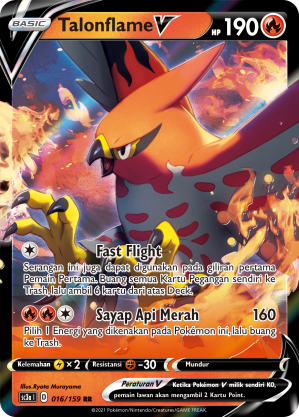 BASIC Talonflame V HP 190
Fast Flight
Serangan ini juga dapat digunakan pada giliran pertama
Pemain Pertama. Buang semua Kartu Pegangan sendiri ke
Trash, lalu ambil 6 kartu dari atas Deck.
Sayap Api Merah 160
Pilih 1 Energi yang dikenakan pada Pokémon ini, lalu buang
ke Trash.
Kelemahan ×2 Resistansi -30 Mundur
Illus. Ryota Murayama
sc3a I D 016/159 RR
Peraturan V Ketika Pokémon V milik sendiri KO,
pemain lawan akan mengambil 2 Kartu Point.
©2021 Pokémon/Nintendo/Creatures/GAME FREAK.